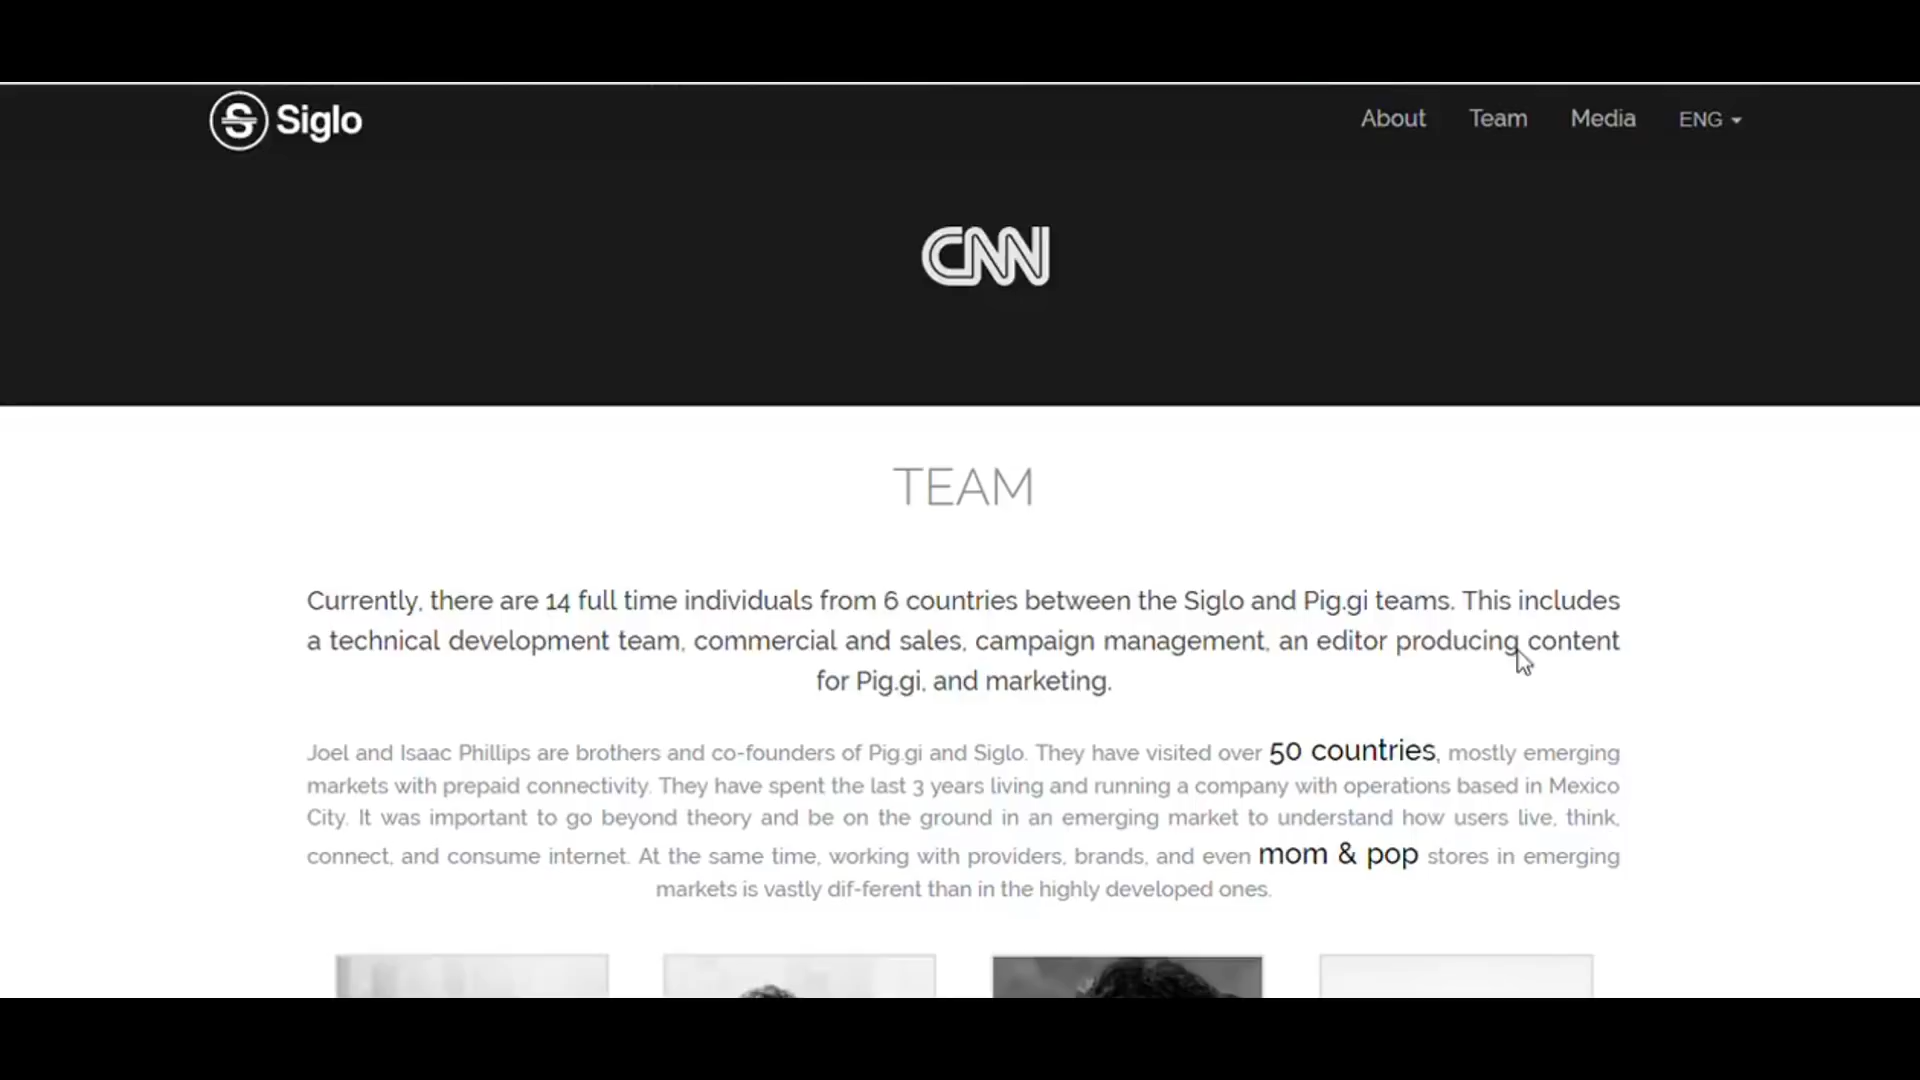 Siglo
About Team Media ENG
CNN
TEAM
Currently, there are 14 full time individuals from 6 countries between the Siglo and Pig.gi teams. This includes
a technical development team, commercial and sales, campaign management, an editor producing content
for Pig.gi, and marketing.
Joel and Isaac Phillips are brothers and co-founders of Pig.gi and Siglo. They have visited over 50 countries, mostly emerging
markets with prepaid connectivity. They have spent the last 3 years living and running a company with operations based in Mexico
City. It was important to go beyond theory and be on the ground in an emerging market to understand how users live, think,
connect, and consume internet. At the same time, working with providers, brands, and even mom & pop stores in emerging
markets is vastly dif-ferent than in the highly developed ones.